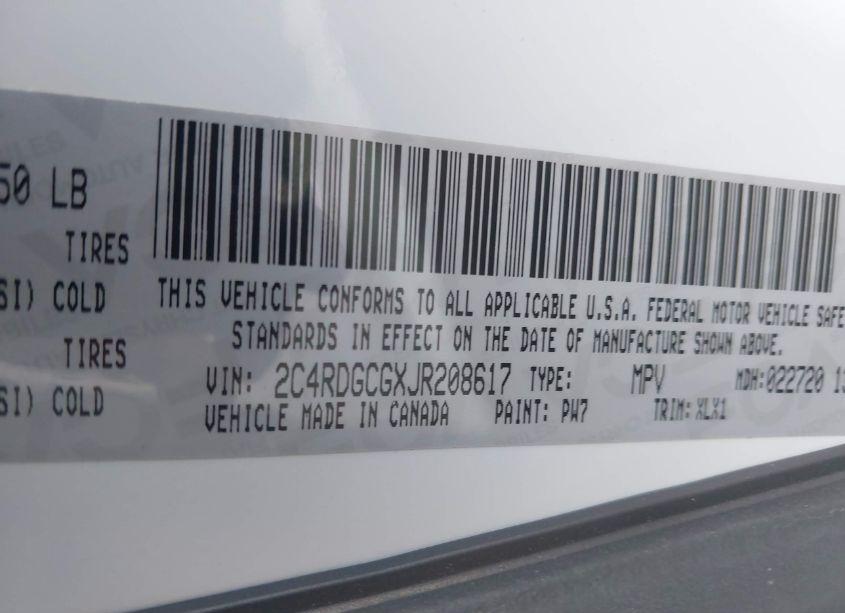 50 LB
TIRES
SI) COLD
TIRES
SI) COLD
THIS VEHICLE CONFORMS TO ALL APPLICABLE U.S.A. FEDERAL MOTOR VEHICLE SAFE
STANDARDS IN EFFECT ON THE DATE OF MANUFACTURE SHOWN ABOVE.
VIN: 2C4RDGCGXJR208617 TYPE: MPV MDH:022720 13
VEHICLE MADE IN CANADA PAINT: PW7 TRIM: XLX1